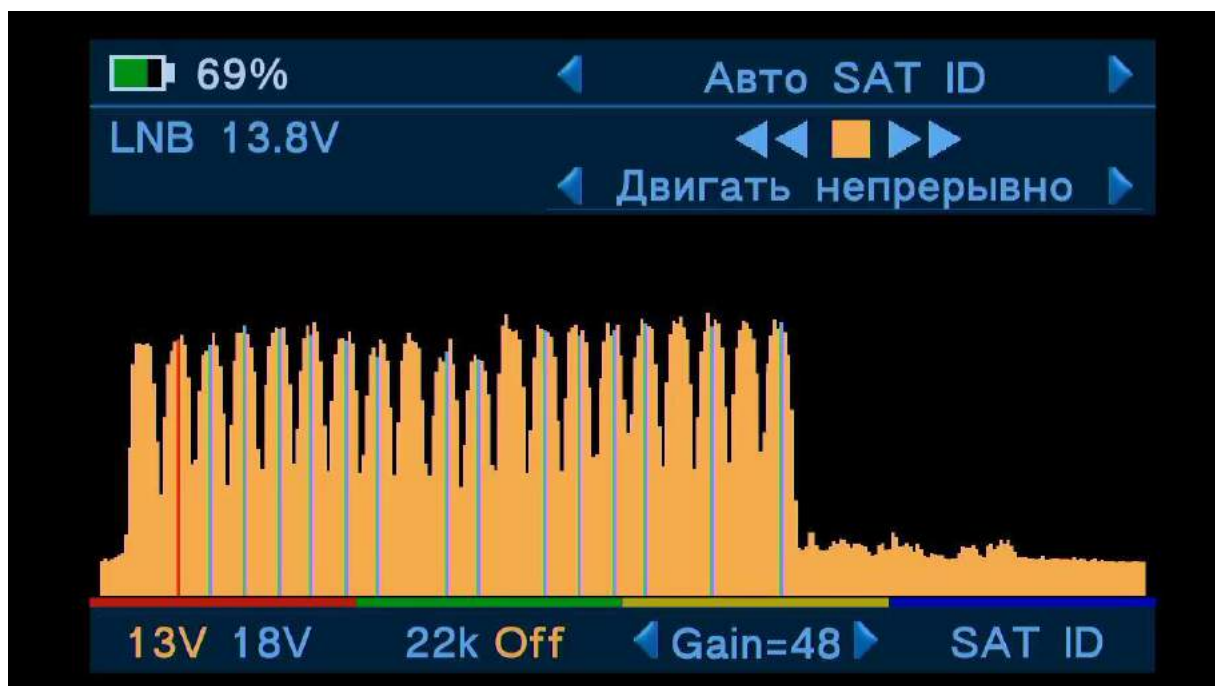 69%
Авто SAT ID
LNB 13.8V
Двигать непрерывно
13V 18V
22k Off
Gain=48
SAT ID